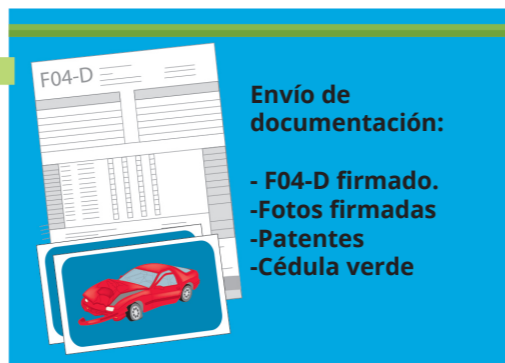 F04-D
Envío de
documentación:
- F04-D firmado.
-Fotos firmadas
-Patentes
-Cédula verde